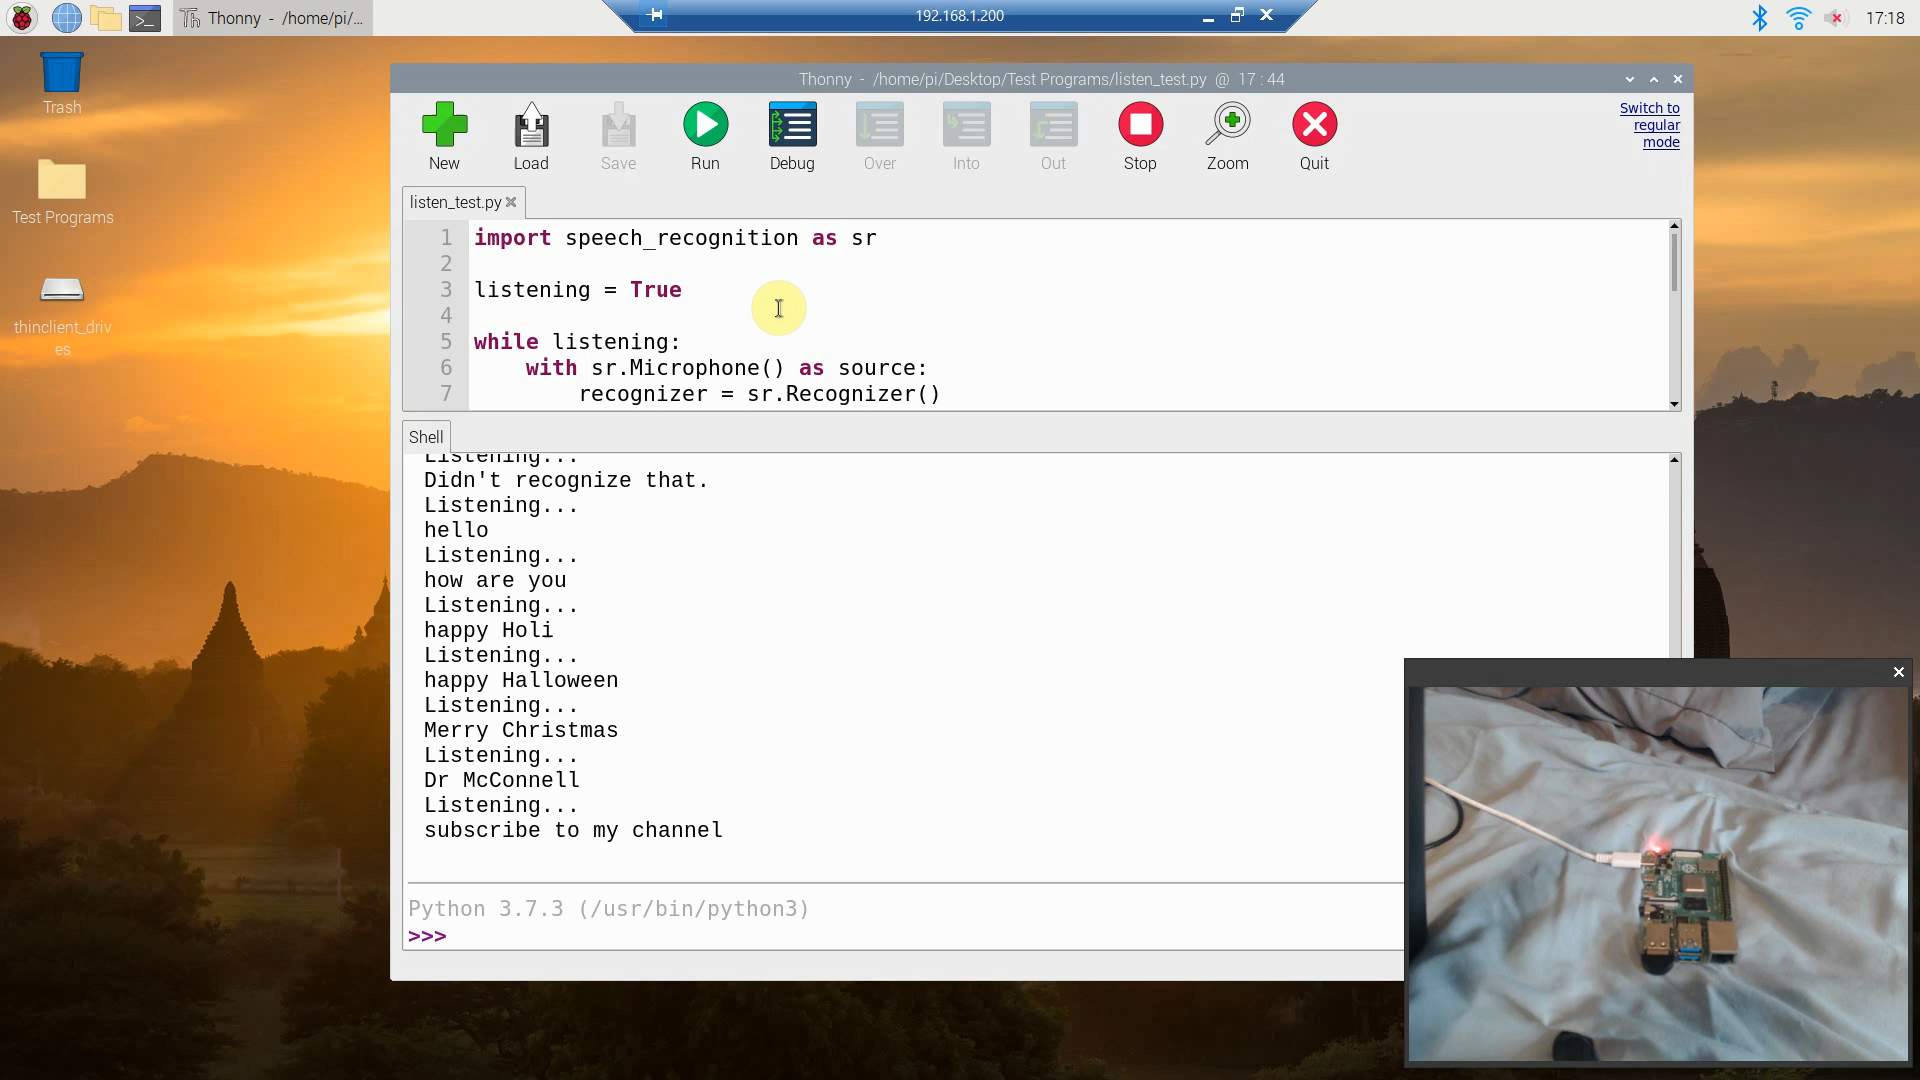 Thonny - /home/pi/...
192.168.1.200
17:18
Trash
Test Programs
thinclient_driv
es
Thonny - /home/pi/Desktop/Test Programs/listen_test.py @ 17 : 44
New
Load
Save
Run
Debug
Over
Into
Out
Stop
Zoom
Quit
Switch to
regular
mode
listen_test.py
1 import speech_recognition as sr
2
3 listening = True
4
5 while listening:
6 with sr.Microphone() as source:
7 recognizer = sr.Recognizer()
Shell
Listening...
Didn't recognize that.
Listening...
hello
Listening...
how are you
Listening...
happy Holi
Listening...
happy Halloween
Listening...
Merry Christmas
Listening...
Dr McConnell
Listening...
subscribe to my channel
Python 3.7.3 (/usr/bin/python3)
>>>